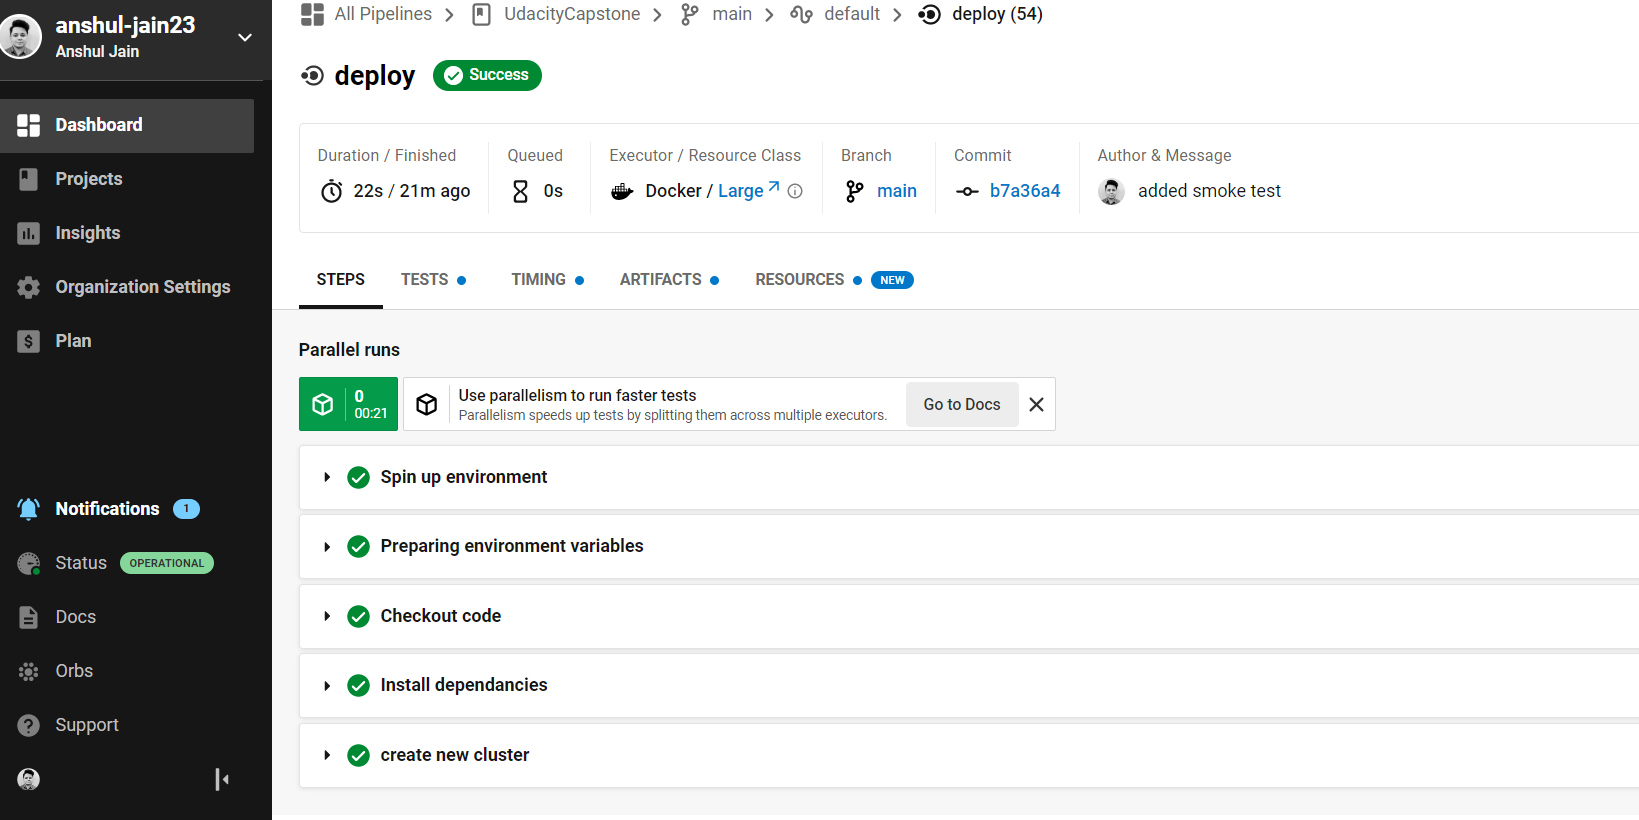 anshul-jain23
Anshul Jain
Dashboard
Projects
Insights
Organization Settings
Plan
Notifications 1
Status OPERATIONAL
Docs
Orbs
Support
All Pipelines UdacityCapstone main default deploy (54)
deploy Success
Duration / Finished Queued Executor / Resource Class Branch Commit Author & Message
22s / 21m ago 0s Docker / Large main b7a36a4 added smoke test
STEPS TESTS TIMING ARTIFACTS RESOURCES NEW
Parallel runs
0
00:21
Use parallelism to run faster tests
Parallelism speeds up tests by splitting them across multiple executors.
Go to Docs
Spin up environment
Preparing environment variables
Checkout code
Install dependancies
create new cluster